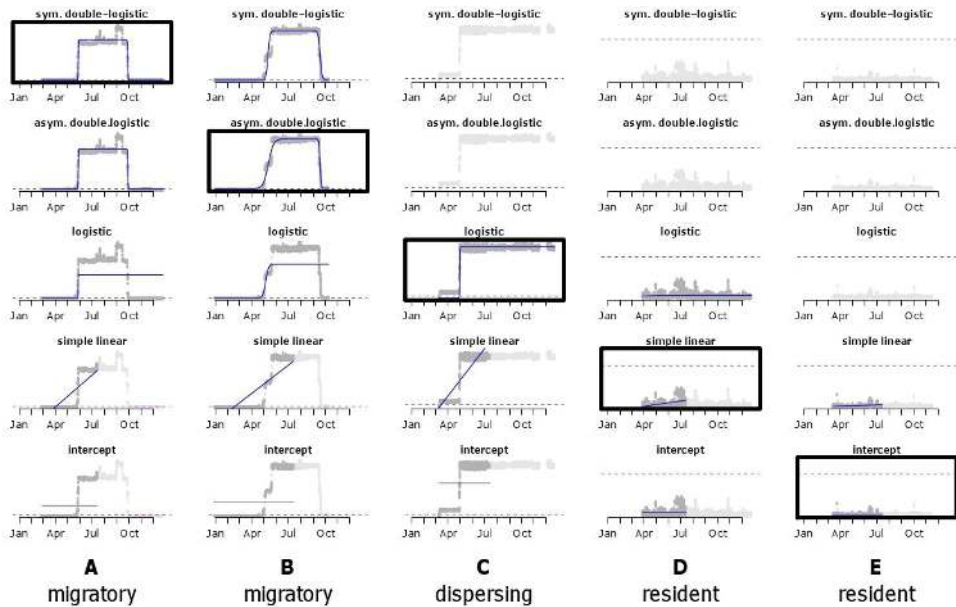 sym. double-logistic sym. double-logistic sym. double-logistic sym. double-logistic sym. double-logistic
Jan Apr Jul Oct Jan Apr Jul Oct Jan Apr Jul Oct Jan Apr Jul Oct Jan Apr Jul Oct
asym. double.logistic asym. double.logistic asym. double.logistic asym. double.logistic asym. double.logistic
Jan Apr Jul Oct Jan Apr Jul Oct Jan Apr Jul Oct Jan Apr Jul Oct Jan Apr Jul Oct
logistic logistic logistic logistic logistic
Jan Apr Jul Oct Jan Apr Jul Oct Jan Apr Jul Oct Jan Apr Jul Oct Jan Apr Jul Oct
simple linear simple linear simple linear simple linear simple linear
Jan Apr Jul Oct Jan Apr Jul Oct Jan Apr Jul Oct Jan Apr Jul Oct Jan Apr Jul Oct
intercept intercept intercept intercept intercept
Jan Apr Jul Oct Jan Apr Jul Oct Jan Apr Jul Oct Jan Apr Jul Oct Jan Apr Jul Oct
A B C D E
migratory migratory dispersing resident resident